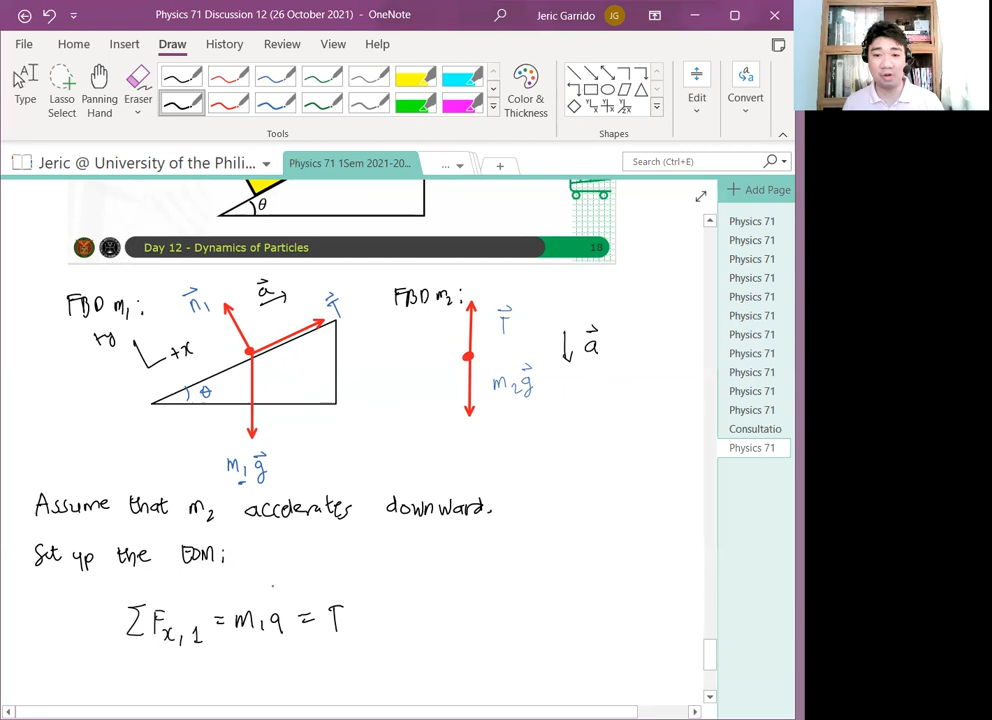 Physics 71 Discussion 12 (26 October 2021) - OneNote
Jeric Garrido
JG
File Home Insert Draw History Review View Help
Type
Lasso Select
Panning Hand
Eraser
Color & Thickness
Edit
Convert
Tools
Shapes
Jeric @ University of the Phili...
Physics 71 1Sem 2021-20...
...
Search (Ctrl+E)
Add Page
Physics 71
Physics 71
Physics 71
Physics 71
Physics 71
Physics 71
Physics 71
Physics 71
Physics 71
Physics 71
Physics 71
Consultatio
Physics 71
θ
Day 12 - Dynamics of Particles
18
FBD m₁:
n⃗₁
a⃗
T⃗
+y
+x
θ
m₁g⃗
FBD m₂:
T⃗
m₂g⃗
a⃗
Assume that m₂ accelerates downward.
Set up the EOM:
ΣF_{x,1} = m₁a = T